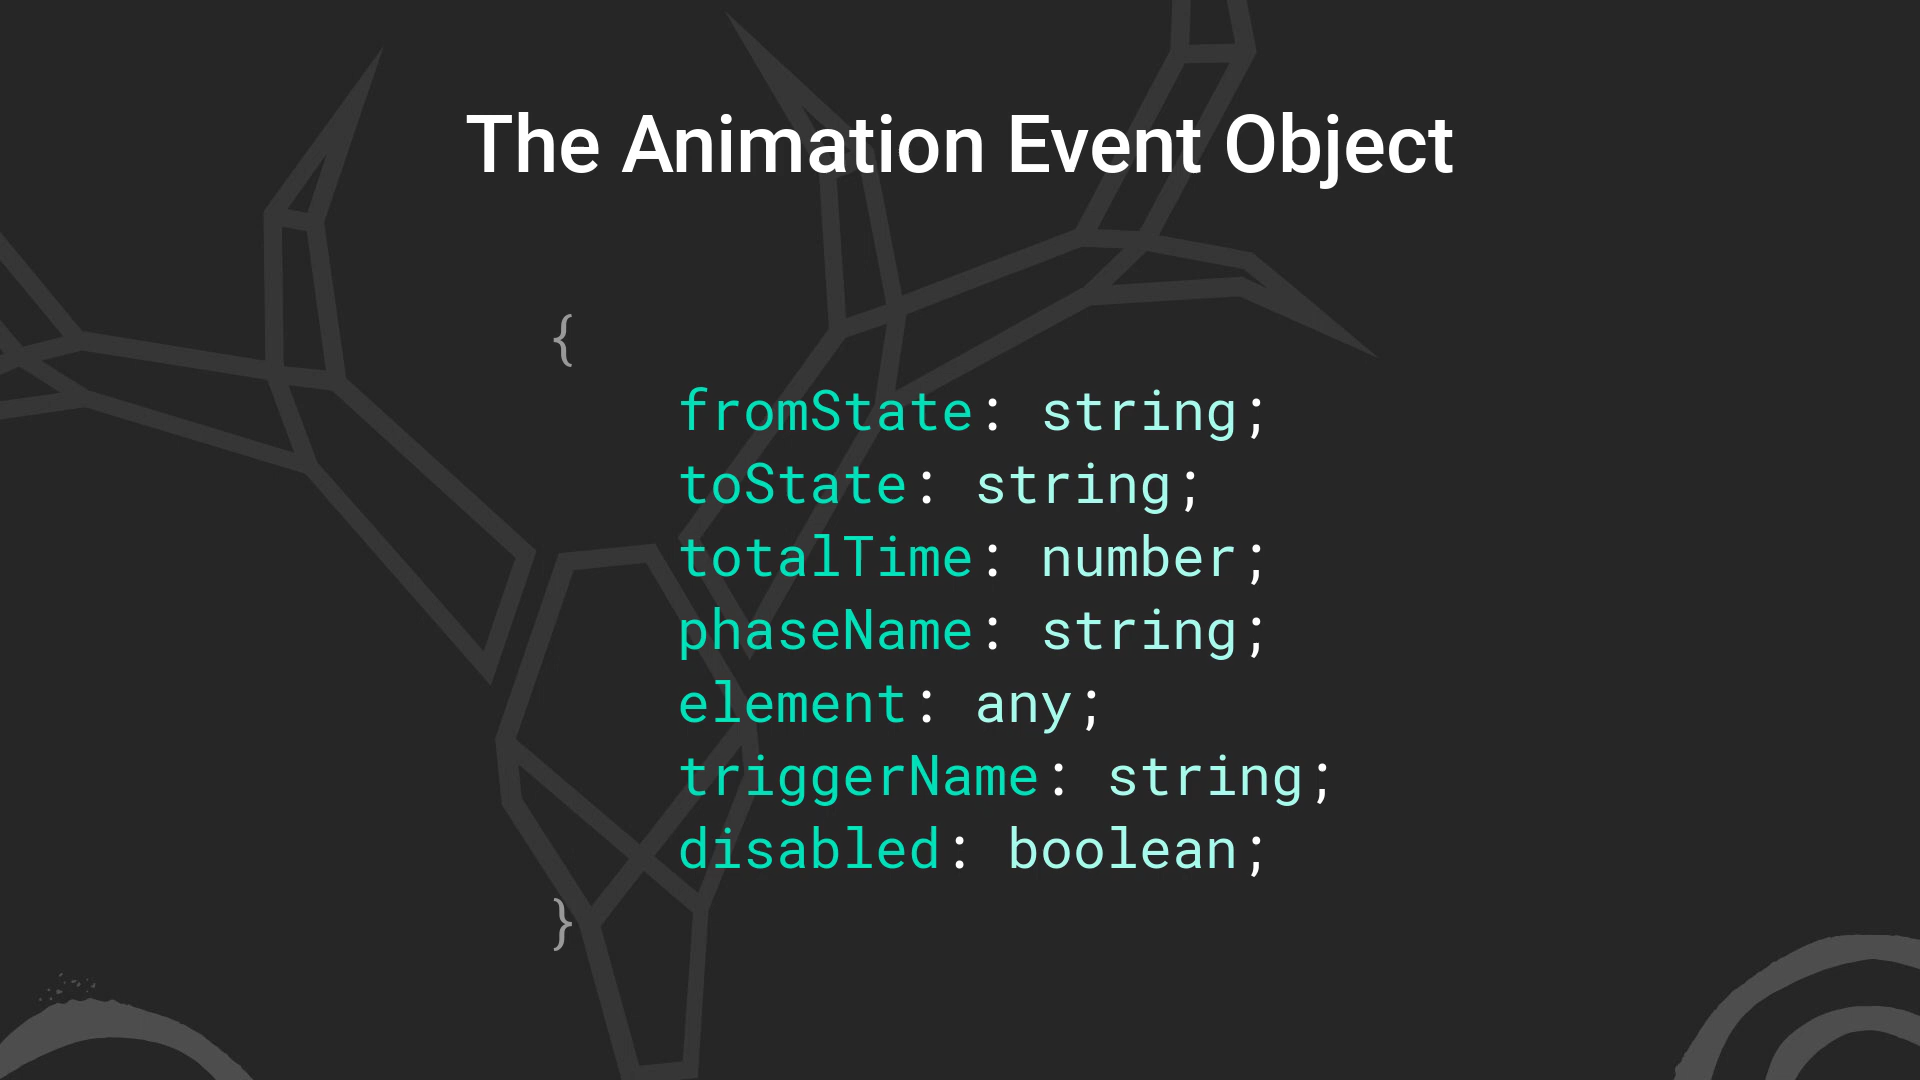 The Animation Event Object
{
fromState: string;
toState: string;
totalTime: number;
phaseName: string;
element: any;
triggerName: string;
disabled: boolean;
}